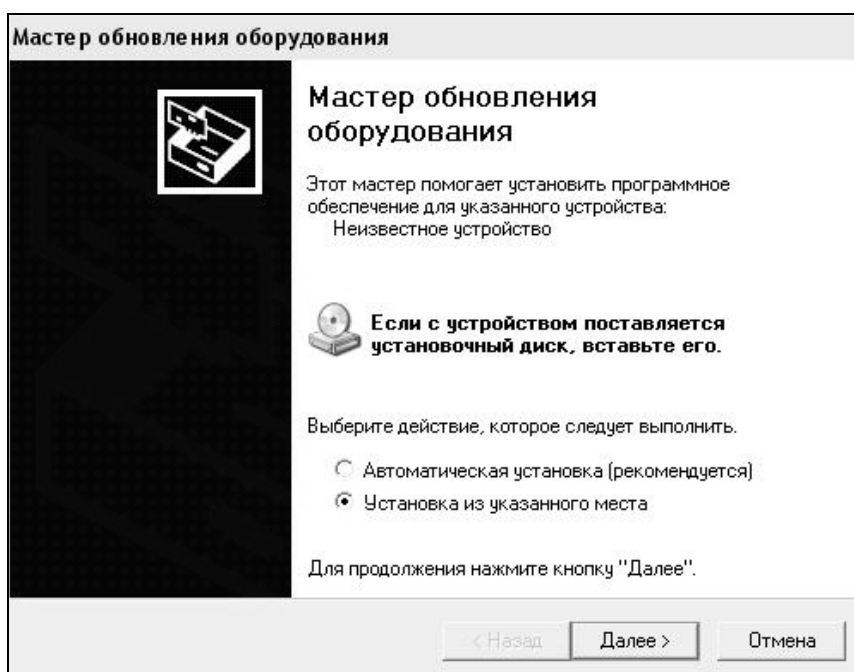 Мастер обновления оборудования
Мастер обновления
оборудования
Этот мастер помогает установить программное
обеспечение для указанного устройства:
Неизвестное устройство
Если с устройством поставляется
установочный диск, вставьте его.
Выберите действие, которое следует выполнить.
Автоматическая установка (рекомендуется)
Установка из указанного места
Для продолжения нажмите кнопку "Далее".
< Назад
Далее >
Отмена